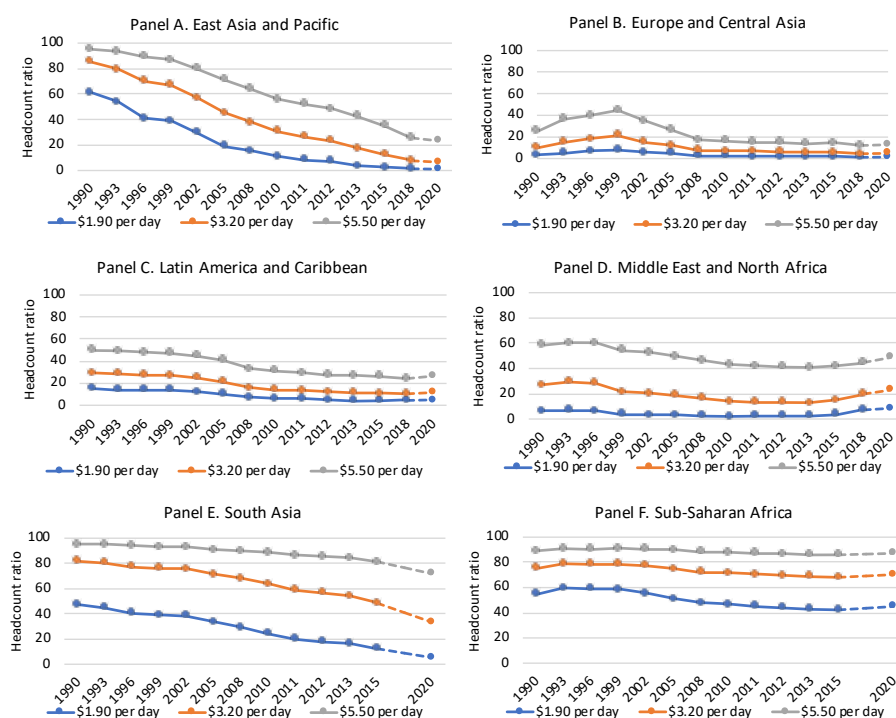 Panel A. East Asia and Pacific
Headcount ratio
100
80
60
40
20
0
1990 1993 1996 1999 2002 2005 2008 2010 2011 2012 2013 2015 2018 2020
$1.90 per day $3.20 per day $5.50 per day
Panel B. Europe and Central Asia
Headcount ratio
100
80
60
40
20
0
1990 1993 1996 1999 2002 2005 2008 2010 2011 2012 2013 2015 2018 2020
$1.90 per day $3.20 per day $5.50 per day
Panel C. Latin America and Caribbean
Headcount ratio
100
80
60
40
20
0
1990 1993 1996 1999 2002 2005 2008 2010 2011 2012 2013 2015 2018 2020
$1.90 per day $3.20 per day $5.50 per day
Panel D. Middle East and North Africa
Headcount ratio
100
80
60
40
20
0
1990 1993 1996 1999 2002 2005 2008 2010 2011 2012 2013 2015 2018 2020
$1.90 per day $3.20 per day $5.50 per day
Panel E. South Asia
Headcount ratio
100
80
60
40
20
0
1990 1993 1996 1999 2002 2005 2008 2010 2011 2012 2013 2015 2020
$1.90 per day $3.20 per day $5.50 per day
Panel F. Sub-Saharan Africa
Headcount ratio
100
80
60
40
20
0
1990 1993 1996 1999 2002 2005 2008 2010 2011 2012 2013 2015 2020
$1.90 per day $3.20 per day $5.50 per day